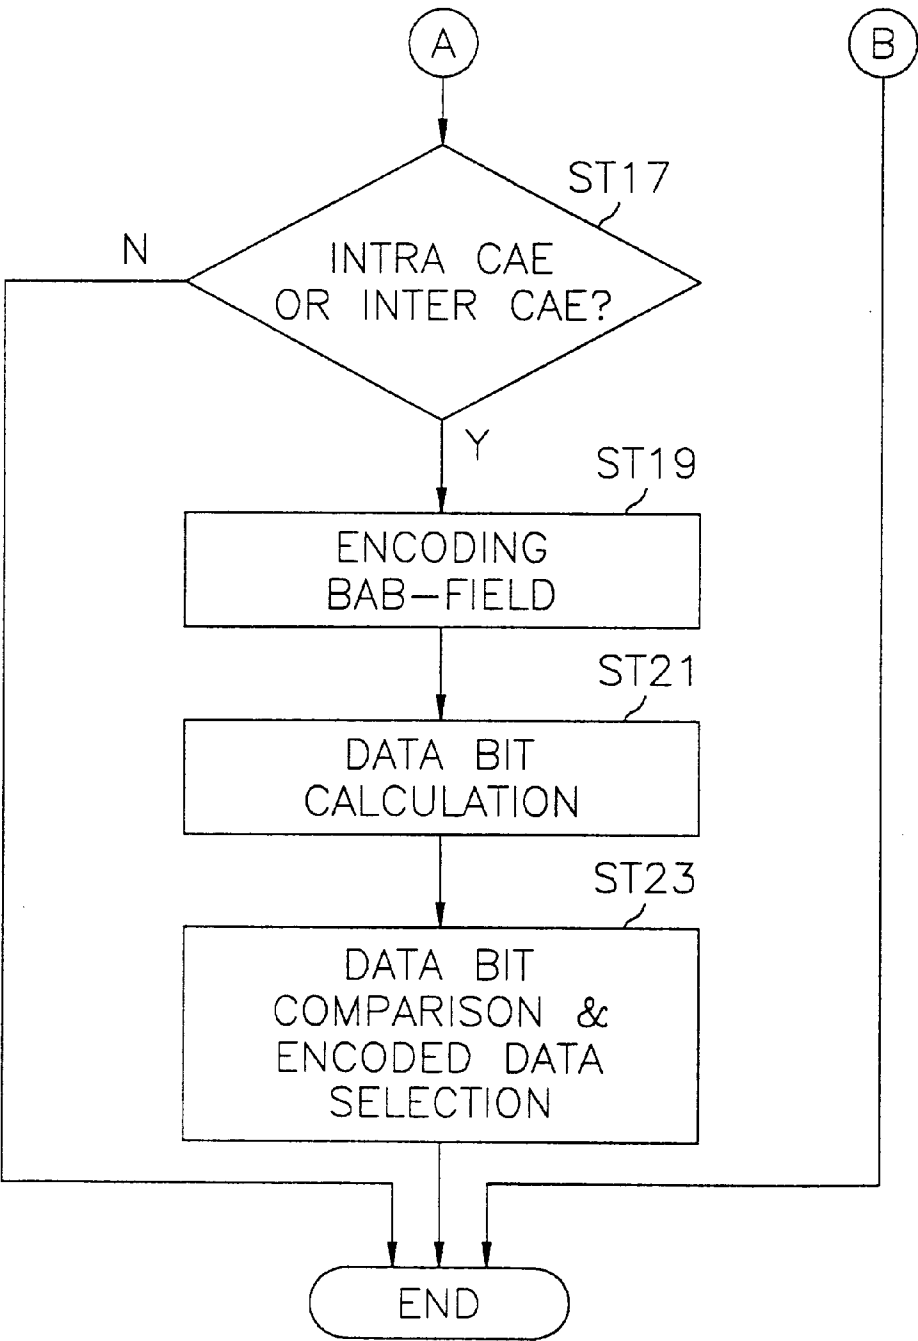 A
B
ST17
N
INTRA CAE
OR INTER CAE?
Y
ST19
ENCODING
BAB-FIELD
ST21
DATA BIT
CALCULATION
ST23
DATA BIT
COMPARISON &
ENCODED DATA
SELECTION
END